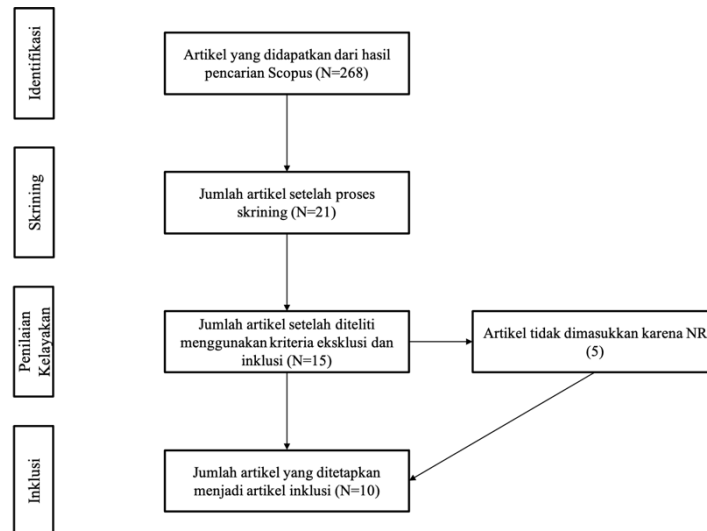 Identifikasi
Artikel yang didapatkan dari hasil
pencarian Scopus (N=268)
Skrining
Jumlah artikel setelah proses
skrining (N=21)
Penilaian
Kelayakan
Jumlah artikel setelah diteliti
menggunakan kriteria eksklusi dan
inklusi (N=15)
Artikel tidak dimasukkan karena NR
(5)
Inklusi
Jumlah artikel yang ditetapkan
menjadi artikel inklusi (N=10)